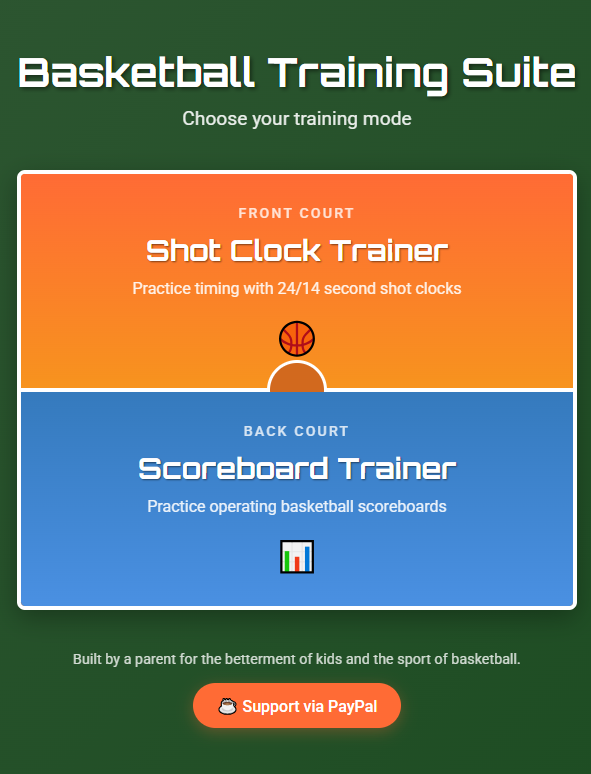 Basketball Training Suite
Choose your training mode
FRONT COURT
Shot Clock Trainer
Practice timing with 24/14 second shot clocks
BACK COURT
Scoreboard Trainer
Practice operating basketball scoreboards
Built by a parent for the betterment of kids and the sport of basketball.
Support via PayPal